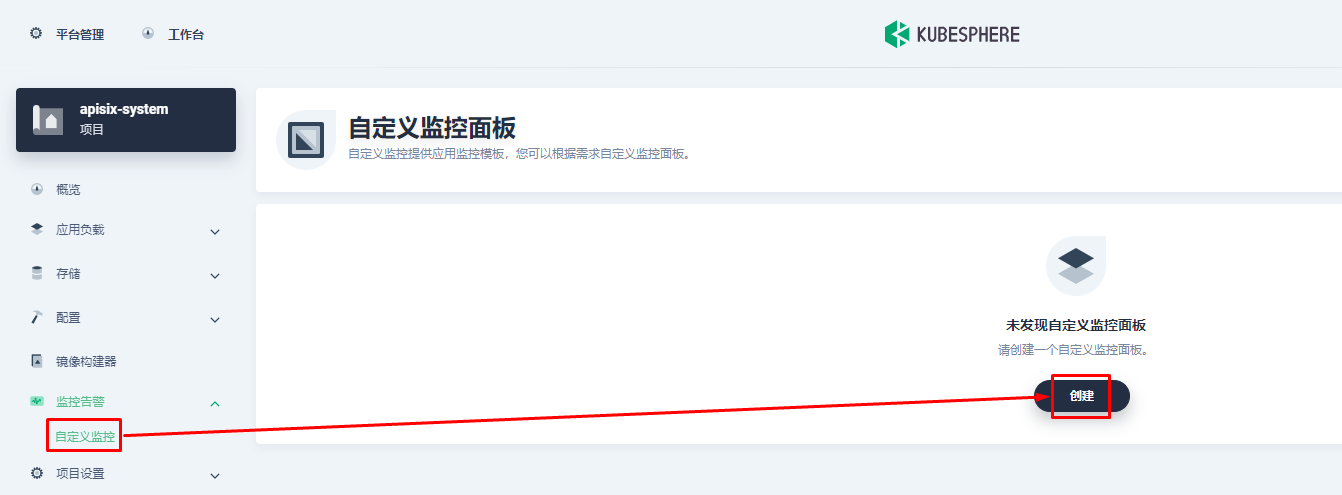 平台管理
工作台
KUBESPHERE
apisix-system
项目
概览
应用负载
存储
配置
镜像构建器
监控告警
自定义监控
项目设置
自定义监控面板
自定义监控提供应用监控模板，您可以根据需求自定义监控面板。
未发现自定义监控面板
请创建一个自定义监控面板。
创建